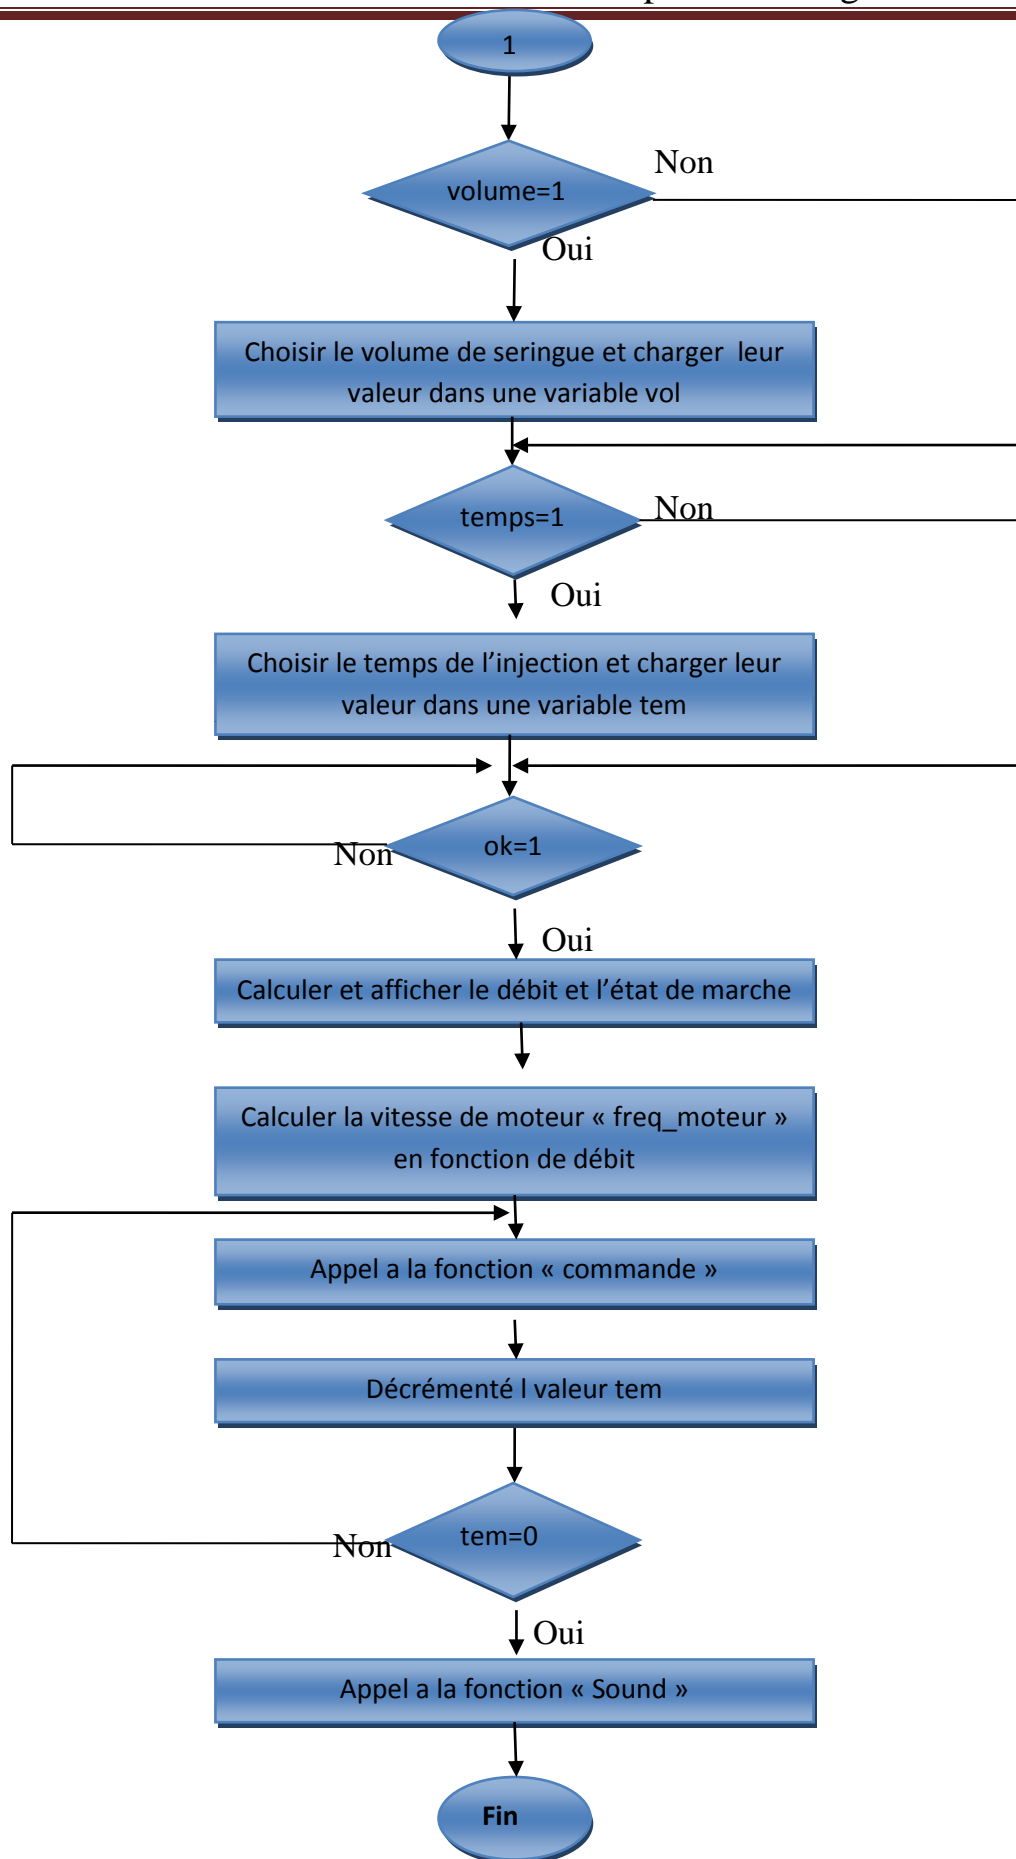 1
volume=1
Non
Oui
Choisir le volume de seringue et charger leur
valeur dans une variable vol
temps=1
Non
Oui
Choisir le temps de l’injection et charger leur
valeur dans une variable tem
ok=1
Non
Oui
Calculer et afficher le débit et l’état de marche
Calculer la vitesse de moteur « freq_moteur »
en fonction de débit
Appel a la fonction « commande »
Décrémenté l valeur tem
tem=0
Non
Oui
Appel a la fonction « Sound »
Fin